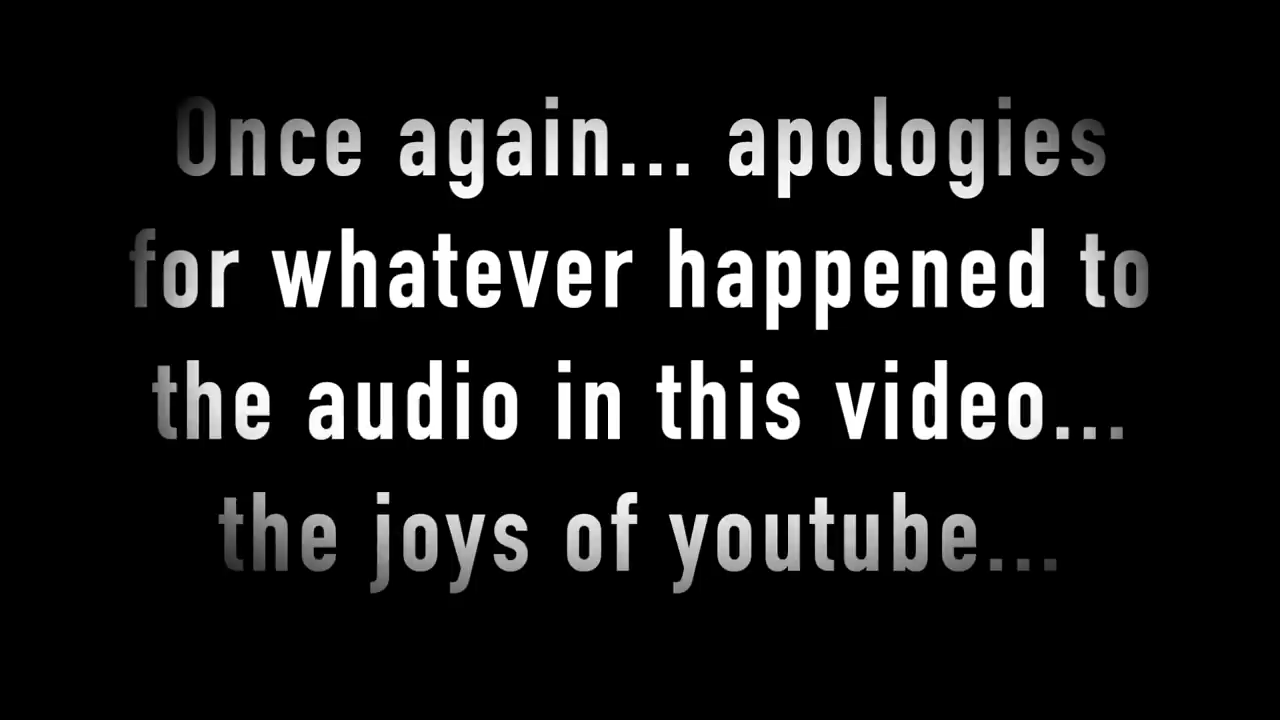 Once again... apologies
for whatever happened to
the audio in this video...
the joys of youtube...